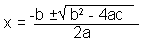 x = -b ±√b² - 4ac
2a